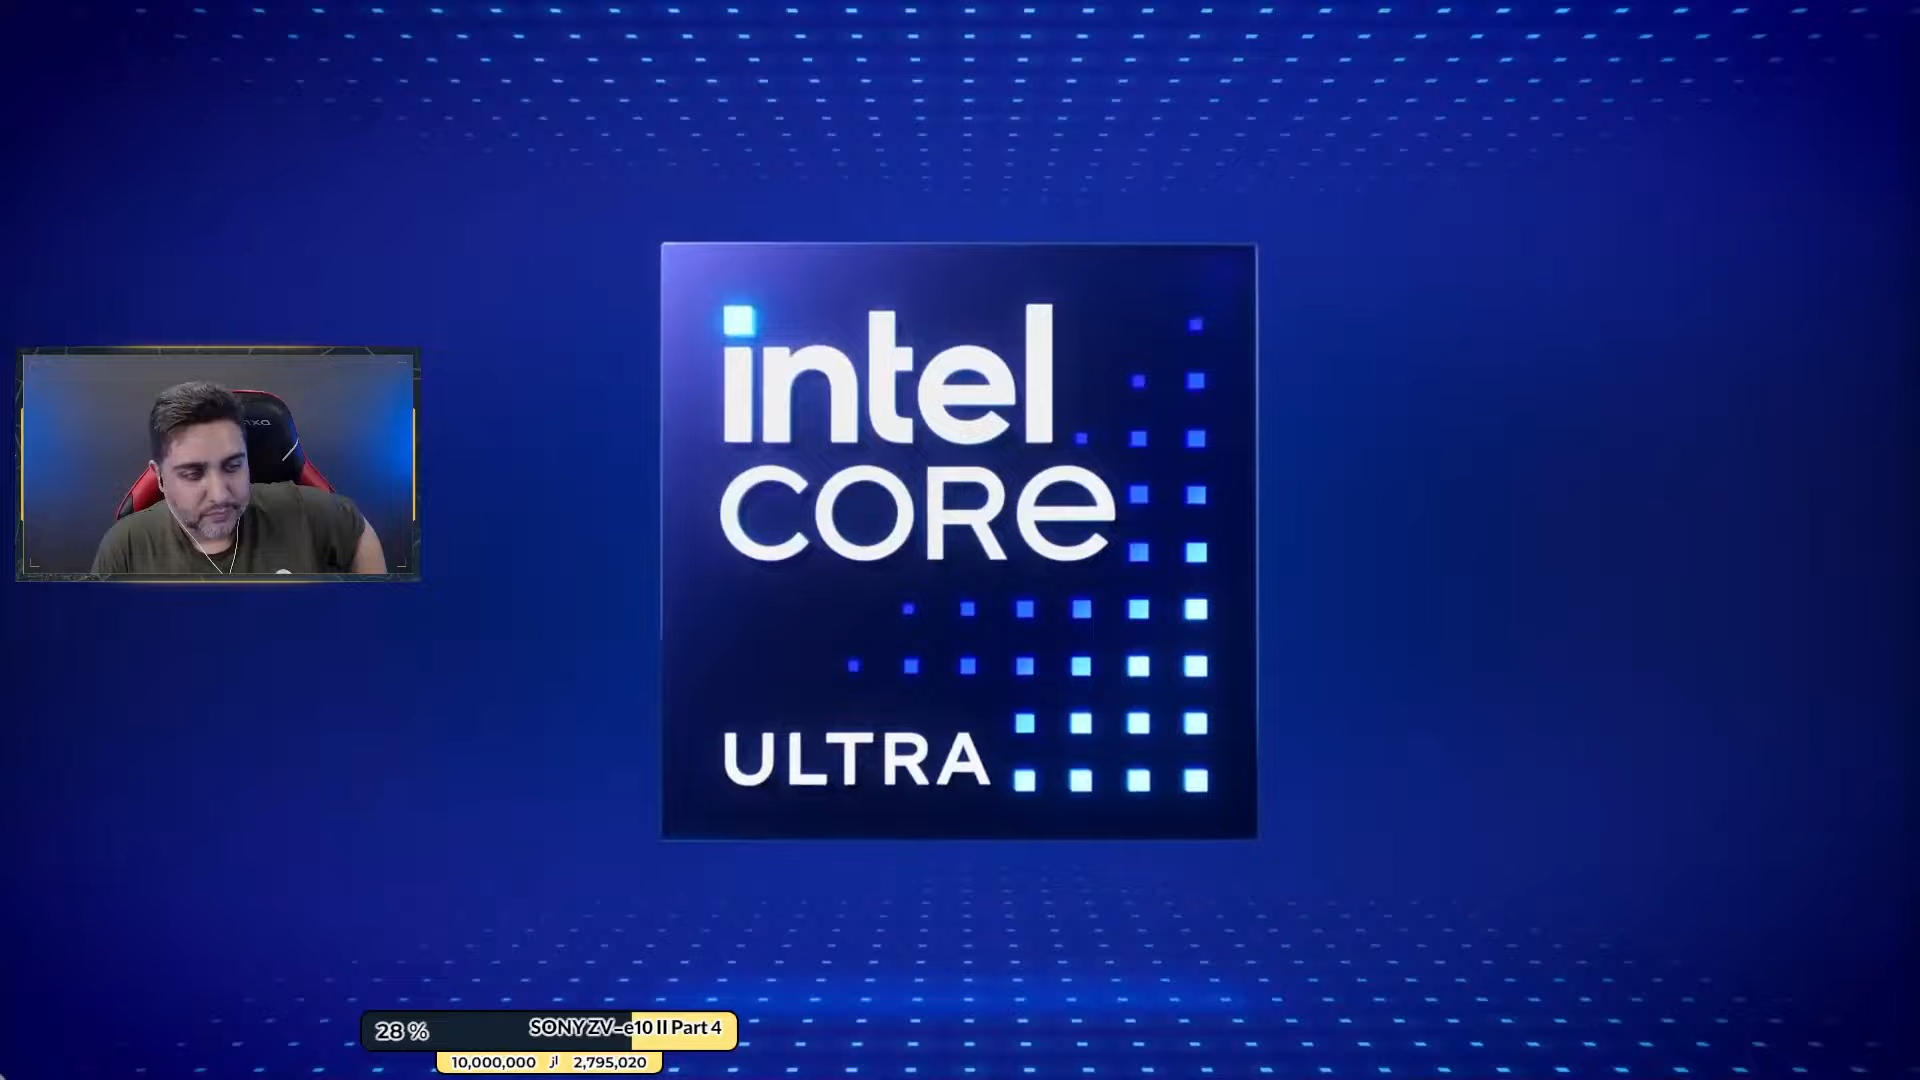 intel
CORe
ULTRA
28 %
SONY ZV-e10 II Part 4
2,795,020 از 10,000,000